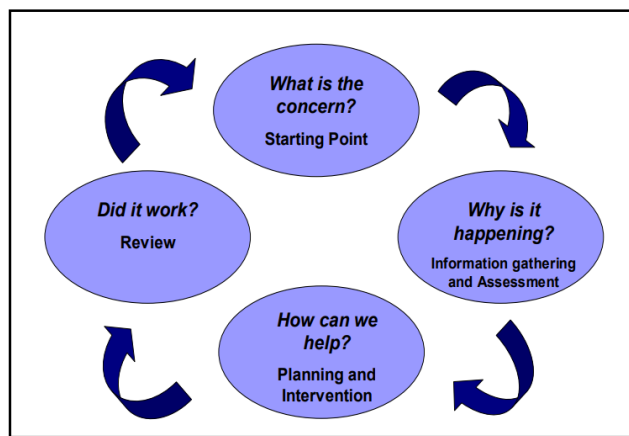 What is the
concern?
Starting Point
Why is it
happening?
Information gathering
and Assessment
How can we
help?
Planning and
Intervention
Did it work?
Review